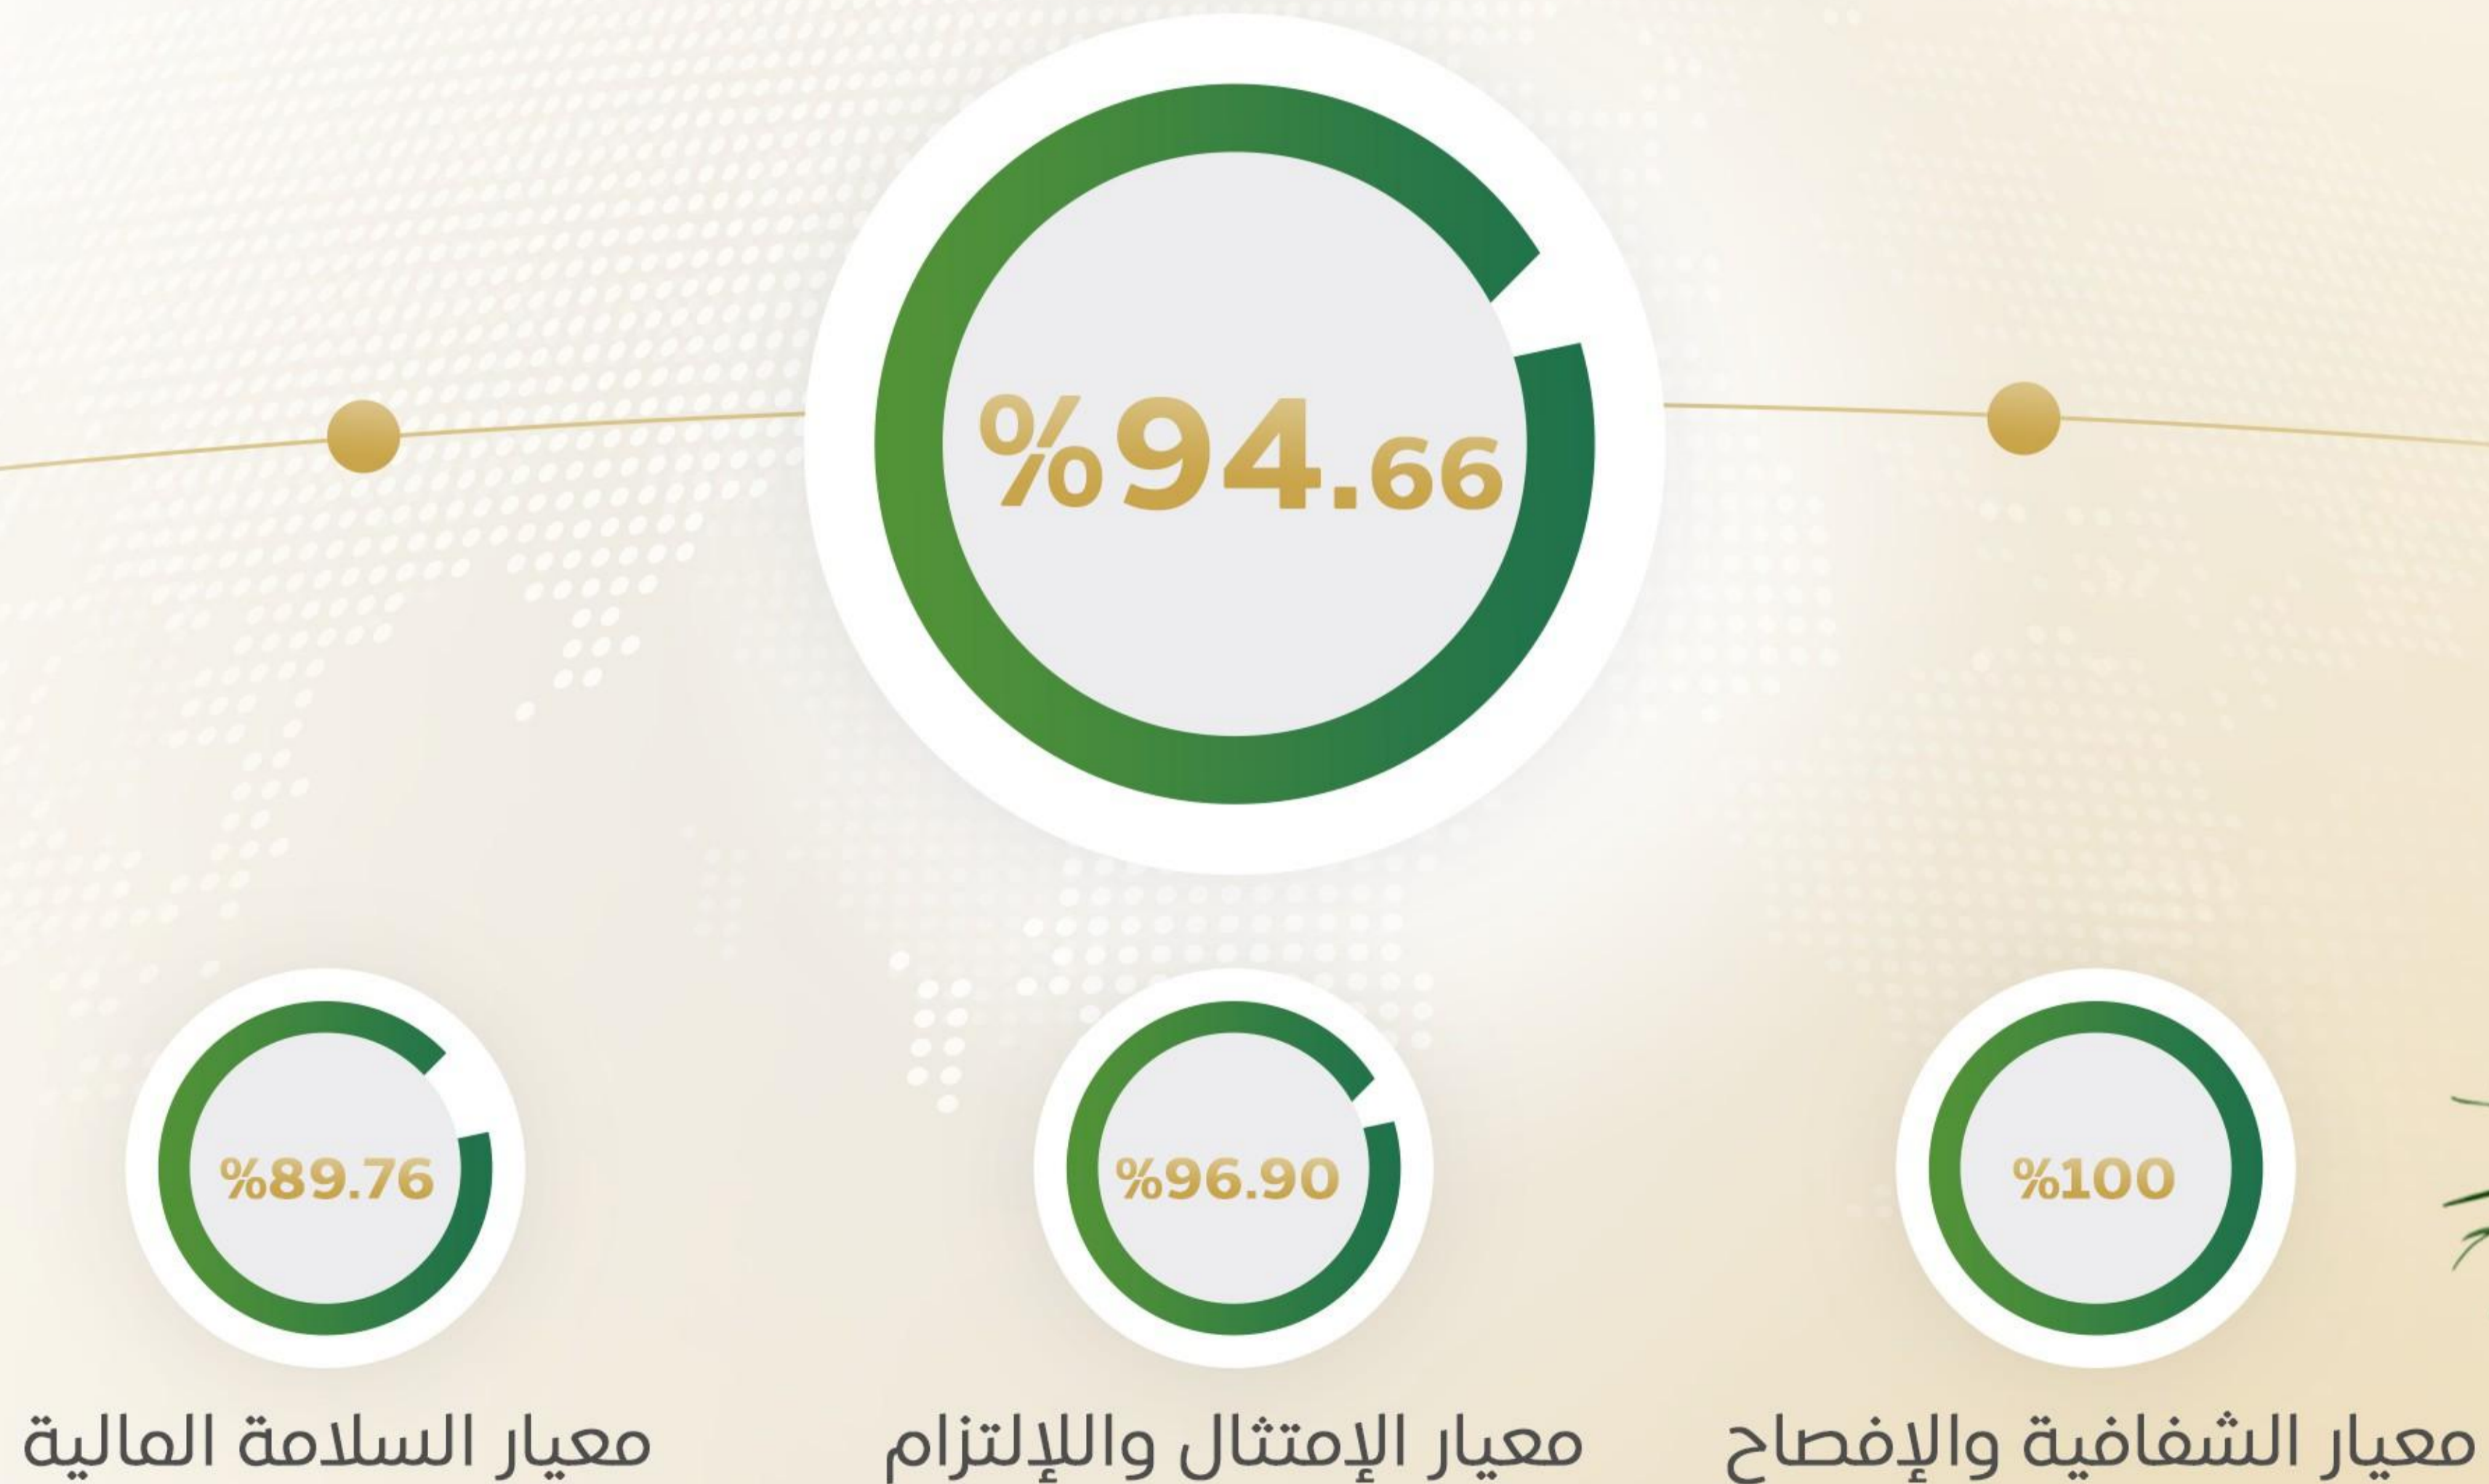 %94.66
%100
%96.90
%89.76
معيار الشفافية والإفصاح
معيار الإمتثال واللإلتزام
معيار السلامة المالية